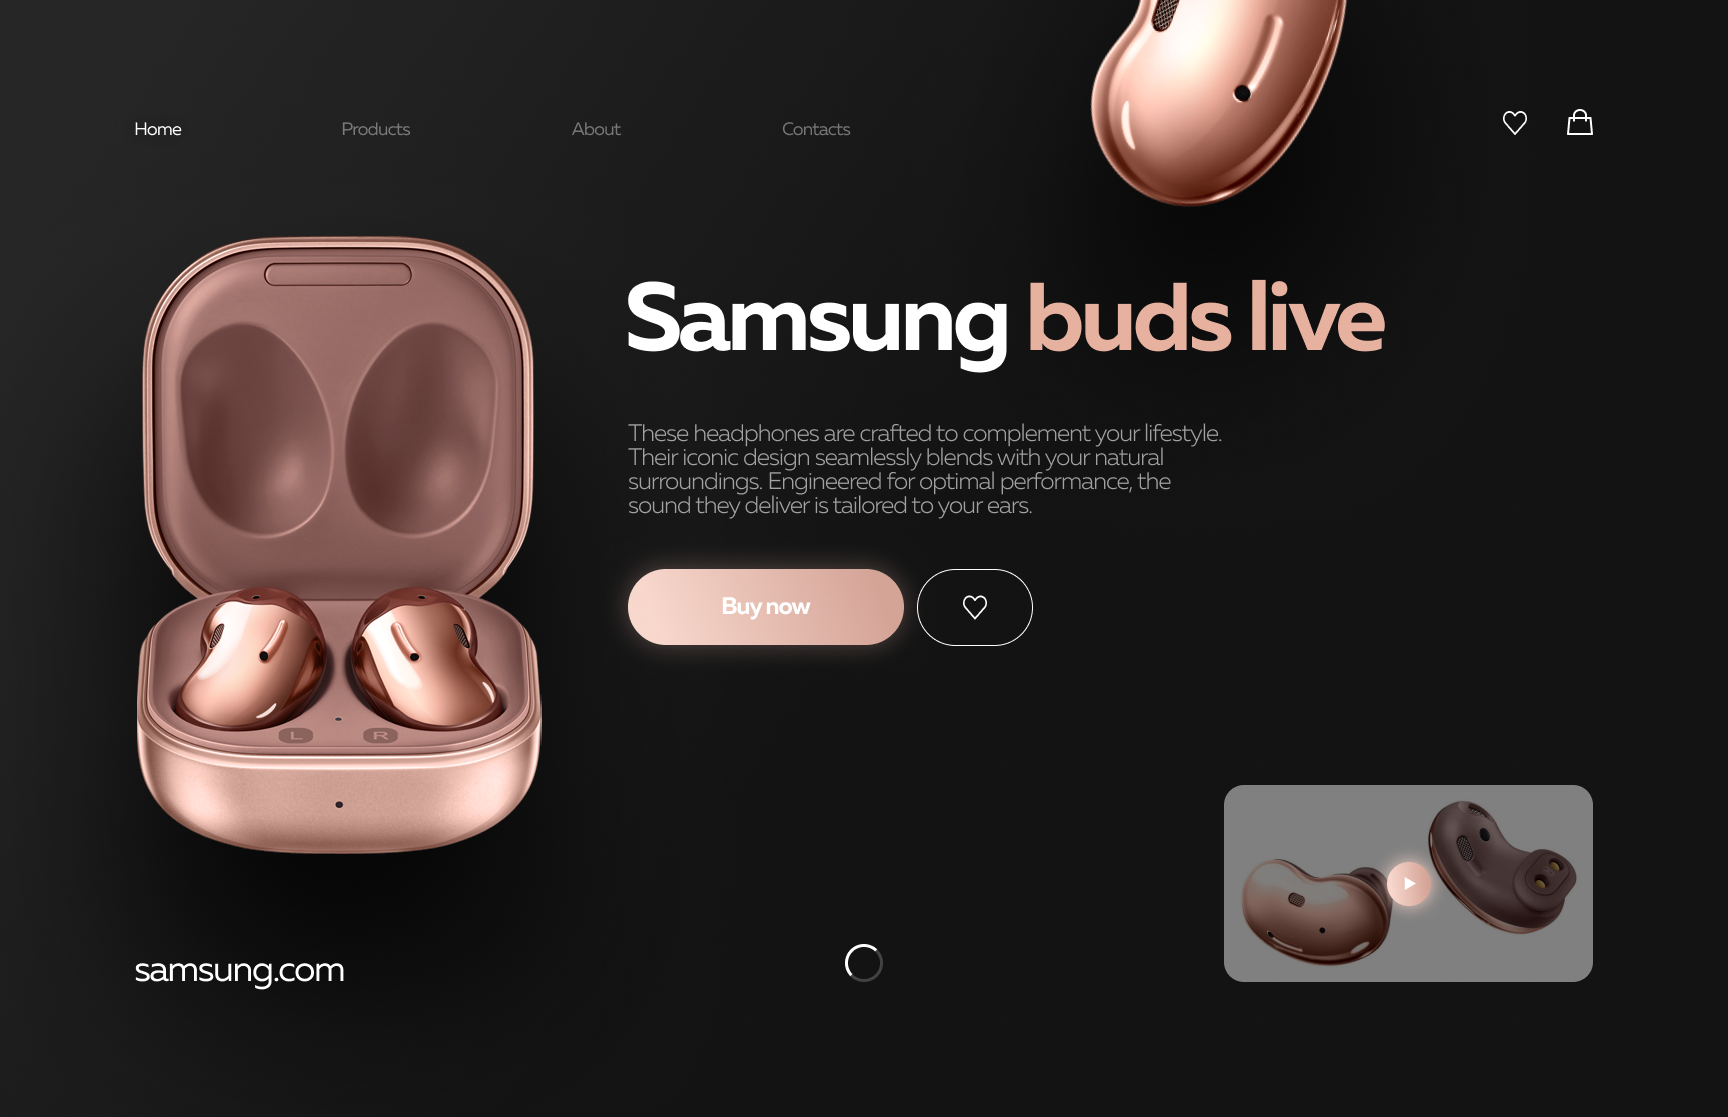 Home
Products
About
Contacts
Samsung buds live
These headphones are crafted to complement your lifestyle.
Their iconic design seamlessly blends with your natural
surroundings. Engineered for optimal performance, the
sound they deliver is tailored to your ears.
Buy now
L
R
samsung.com